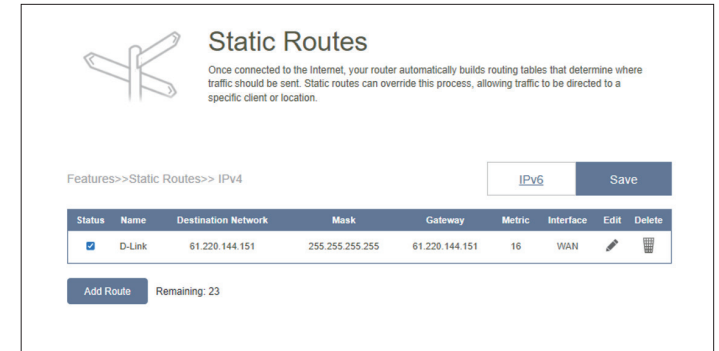 Static Routes
Once connected to the Internet, your router automatically builds routing tables that determine where
traffic should be sent. Static routes can override this process, allowing traffic to be directed to a
specific client or location.
Features>>Static Routes>> IPv4
IPv6
Save
Status Name Destination Network Mask Gateway Metric Interface Edit Delete
D-Link 61.220.144.151 255.255.255.255 61.220.144.151 16 WAN
Add Route
Remaining: 23